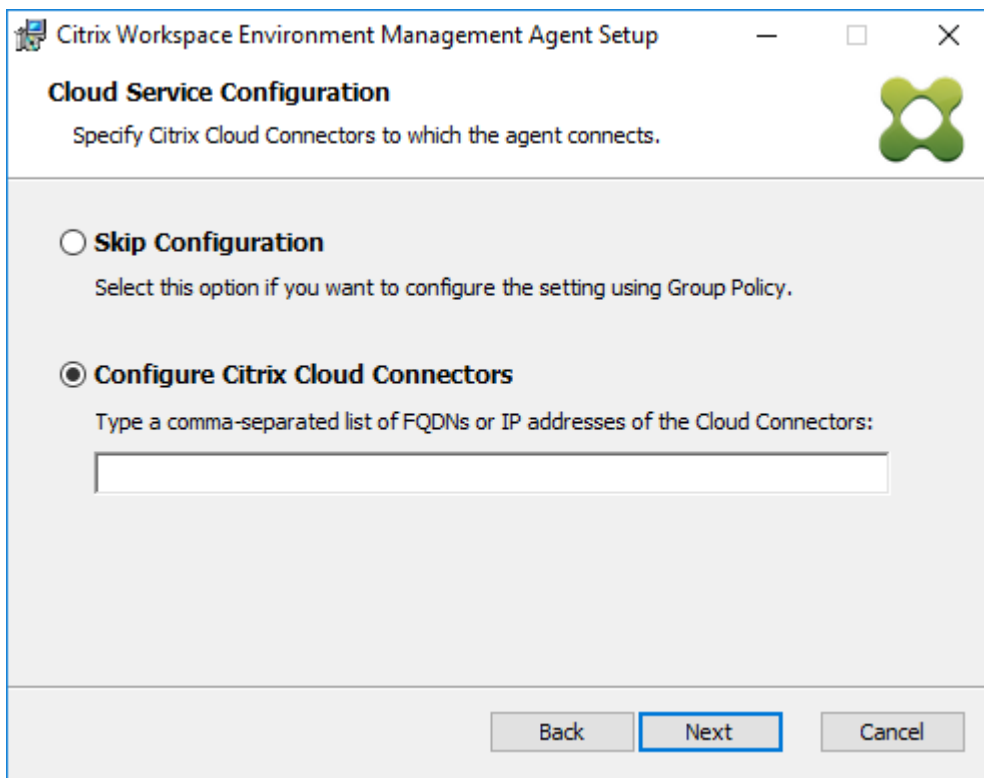 Citrix Workspace Environment Management Agent Setup
Cloud Service Configuration
Specify Citrix Cloud Connectors to which the agent connects.
Skip Configuration
Select this option if you want to configure the setting using Group Policy.
Configure Citrix Cloud Connectors
Type a comma-separated list of FQDNs or IP addresses of the Cloud Connectors:
Back Next Cancel